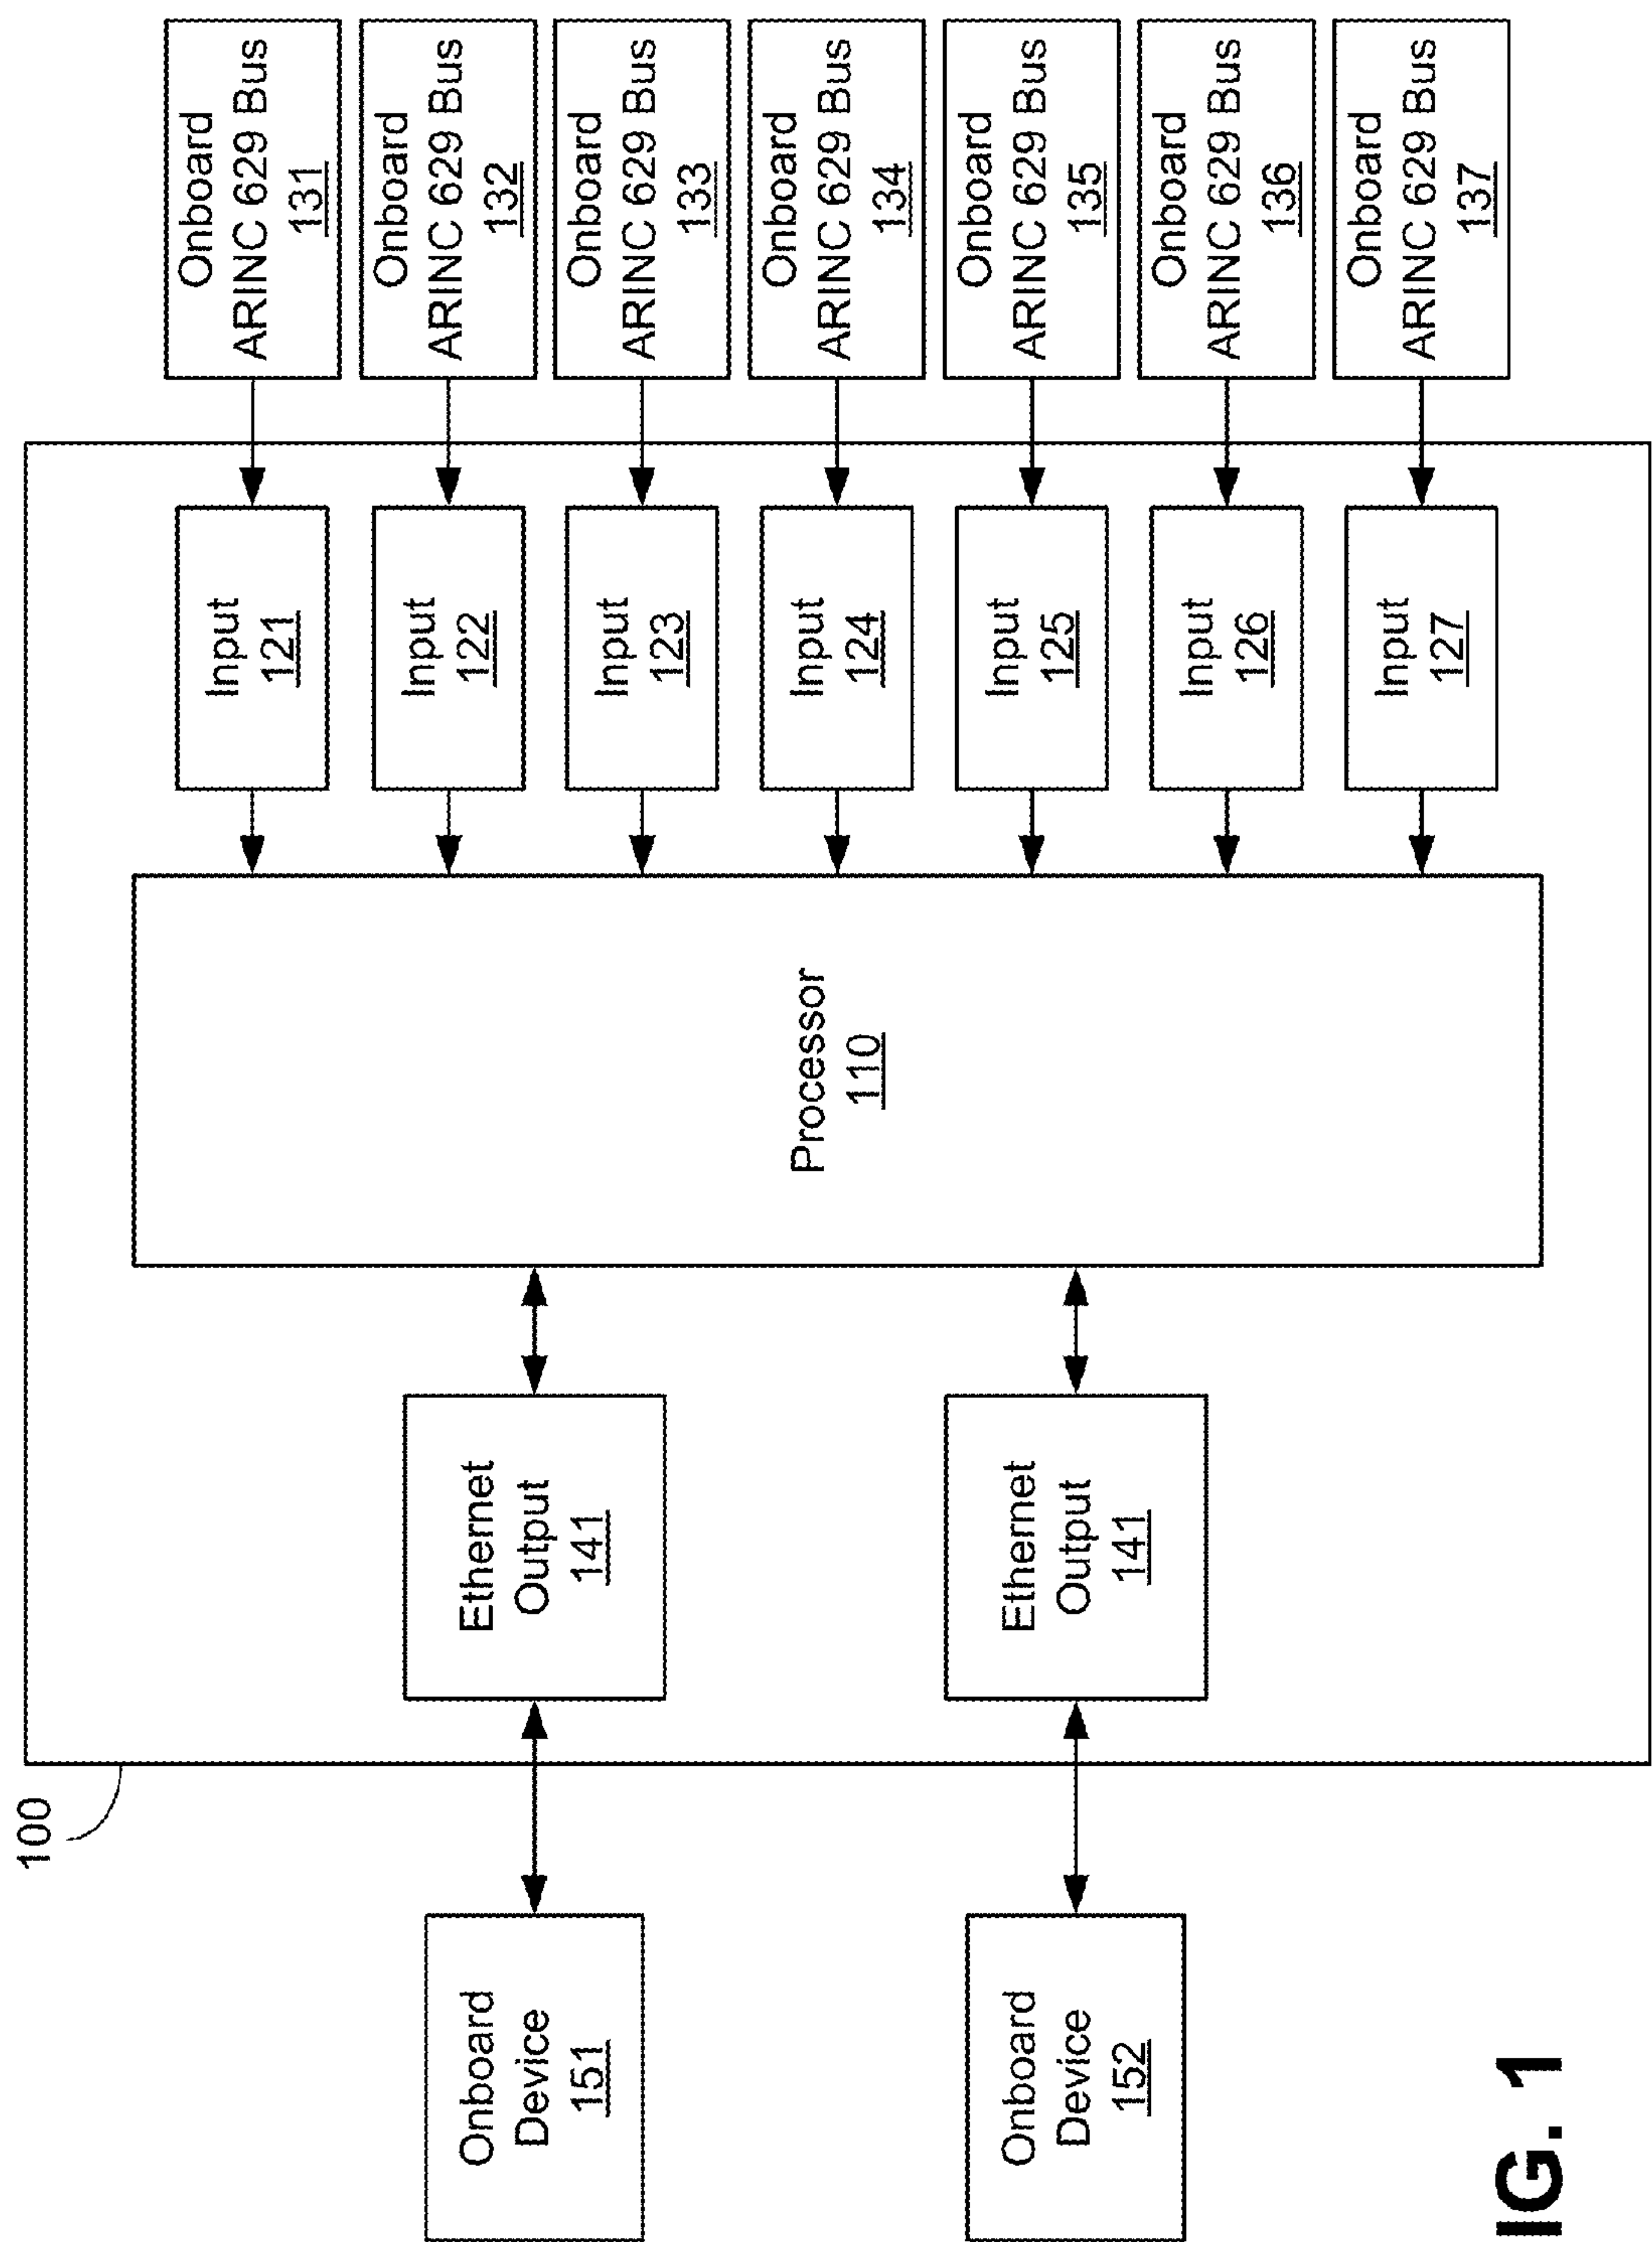 100
Onboard
Device
151
Onboard
Device
152
Ethernet
Output
141
Ethernet
Output
141
Processor
110
Input
121
Input
122
Input
123
Input
124
Input
125
Input
126
Input
127
Onboard
ARINC 629 Bus
131
Onboard
ARINC 629 Bus
132
Onboard
ARINC 629 Bus
133
Onboard
ARINC 629 Bus
134
Onboard
ARINC 629 Bus
135
Onboard
ARINC 629 Bus
136
Onboard
ARINC 629 Bus
137
IG. 1